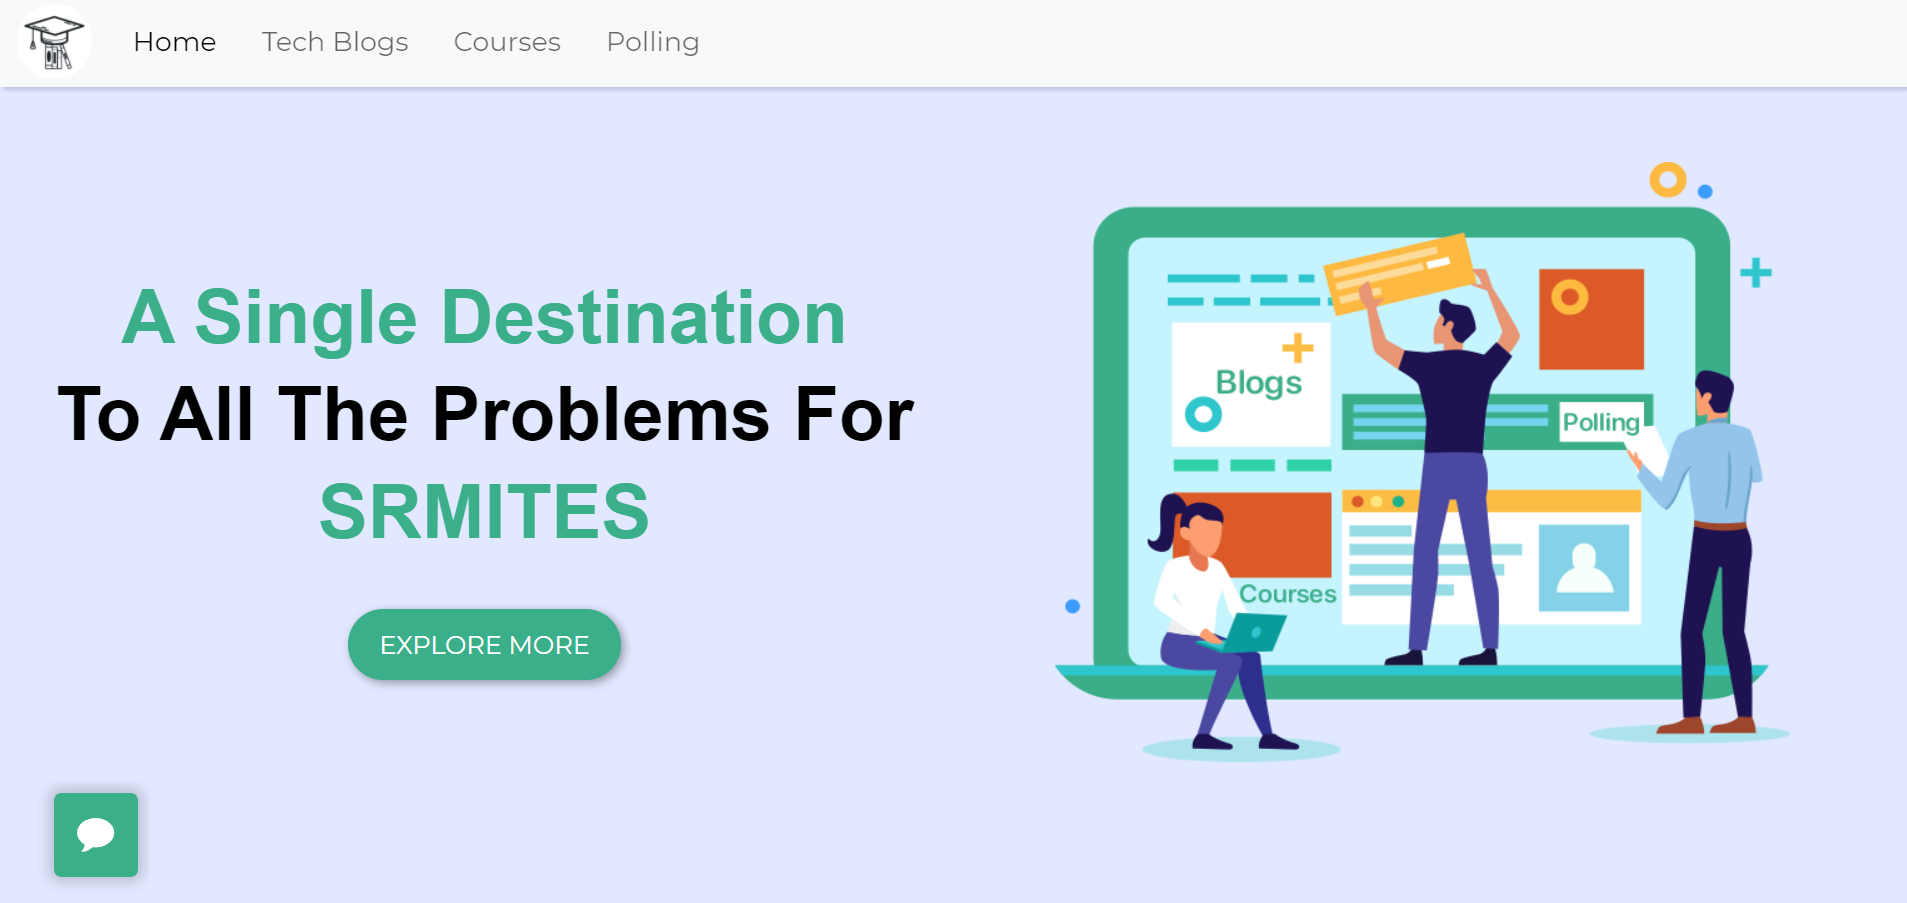 Home Tech Blogs Courses Polling
A Single Destination
To All The Problems For
SRMITES
EXPLORE MORE
Blogs
Polling
Courses